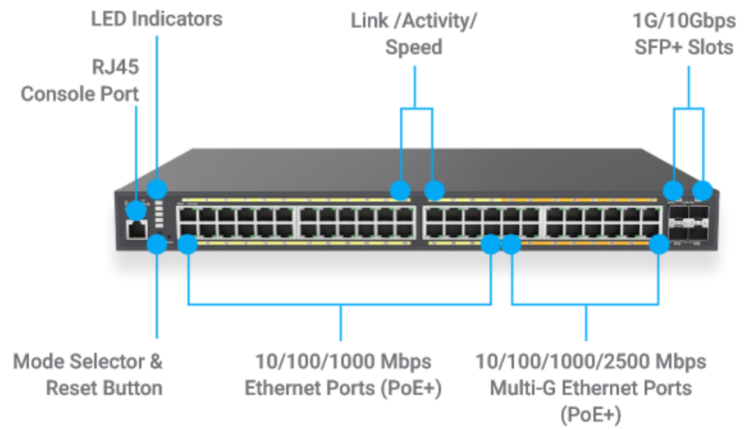 LED Indicators
Link /Activity/
Speed
1G/10Gbps
SFP+ Slots
RJ45
Console Port
Mode Selector &
Reset Button
10/100/1000 Mbps
Ethernet Ports (PoE+)
10/100/1000/2500 Mbps
Multi-G Ethernet Ports
(PoE+)